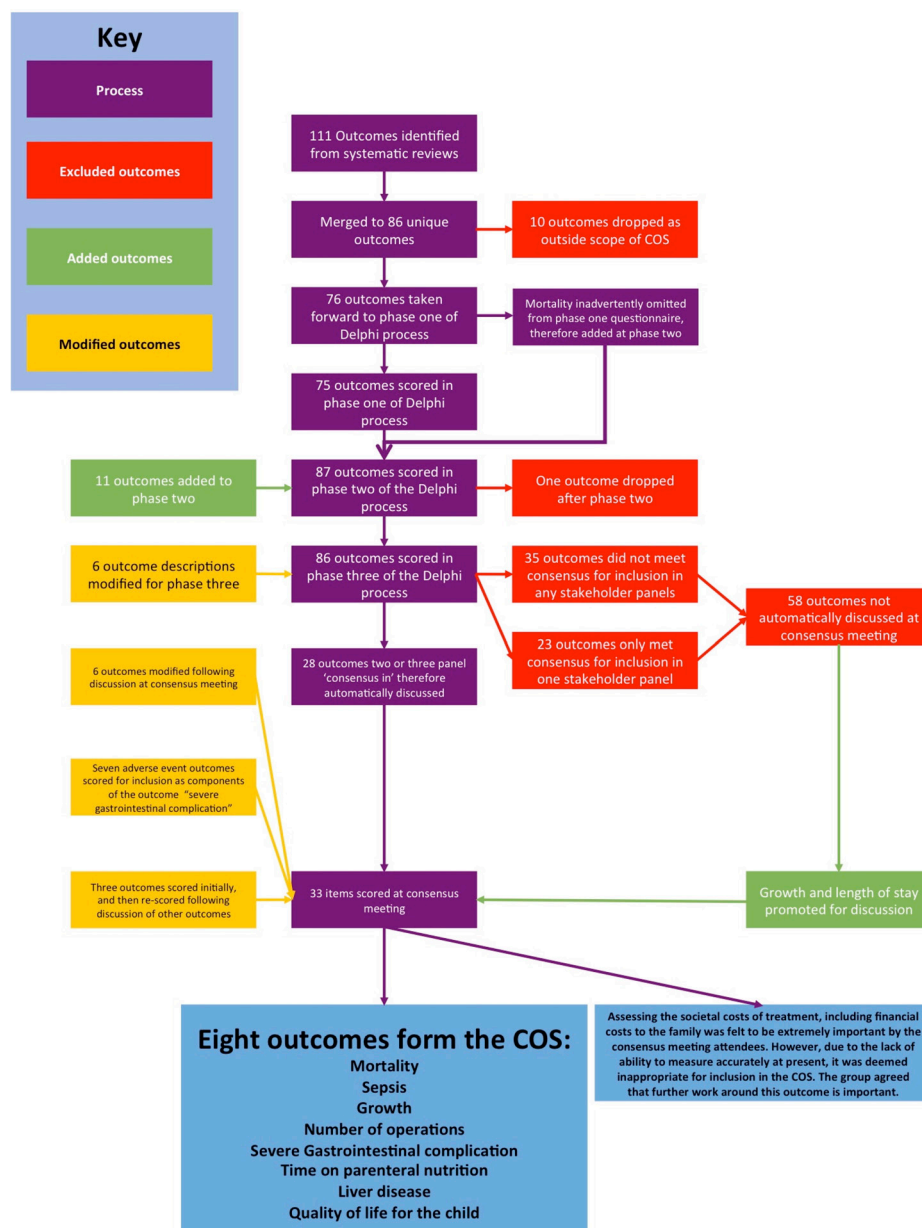 Key
Process
Excluded outcomes
Added outcomes
Modified outcomes
111 Outcomes identified
from systematic reviews
Merged to 86 unique
outcomes
10 outcomes dropped as
outside scope of COS
76 outcomes taken
forward to phase one of
Delphi process
Mortality inadvertently omitted
from phase one questionnaire,
therefore added at phase two
75 outcomes scored in
phase one of Delphi
process
11 outcomes added to
phase two
87 outcomes scored in
phase two of the Delphi
process
One outcome dropped
after phase two
6 outcome descriptions
modified for phase three
86 outcomes scored in
phase three of the Delphi
process
35 outcomes did not meet
consensus for inclusion in
any stakeholder panels
23 outcomes only met
consensus for inclusion in
one stakeholder panel
58 outcomes not
automatically discussed at
consensus meeting
6 outcomes modified following
discussion at consensus meeting
28 outcomes two or three panel
'consensus in' therefore
automatically discussed
Seven adverse event outcomes
scored for inclusion as components
of the outcome "severe
gastrointestinal complication"
Three outcomes scored initially,
and then re-scored following
discussion of other outcomes
33 items scored at consensus
meeting
Growth and length of stay
promoted for discussion
Eight outcomes form the COS:
Mortality
Sepsis
Growth
Number of operations
Severe Gastrointestinal complication
Time on parenteral nutrition
Liver disease
Quality of life for the child
Assessing the societal costs of treatment, including financial
costs to the family was felt to be extremely important by the
consensus meeting attendees. However, due to the lack of
ability to measure accurately at present, it was deemed
inappropriate for inclusion in the COS. The group agreed
that further work around this outcome is important.